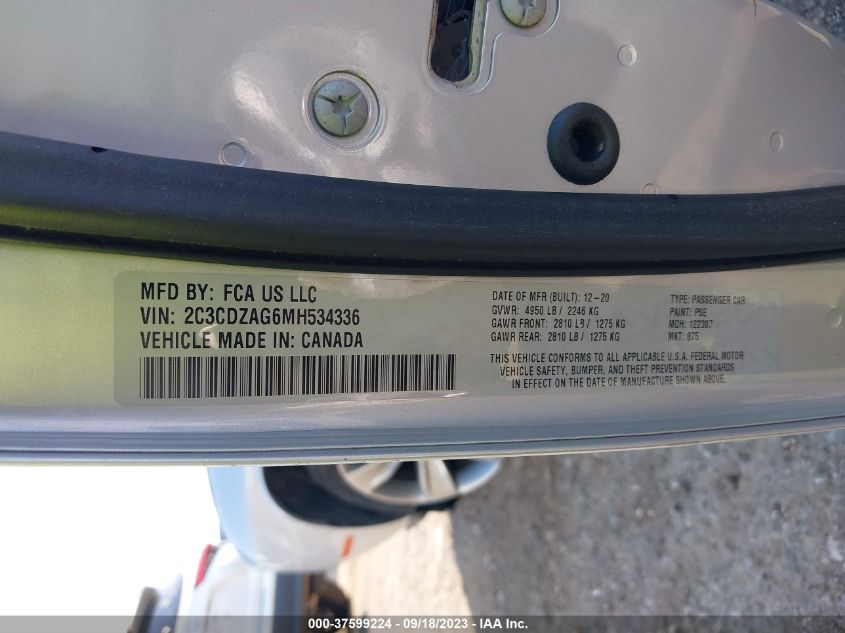 MFD BY: FCA US LLC
VIN: 2C3CDZAG6MH534336
VEHICLE MADE IN: CANADA
DATE OF MFR (BUILT): 12-20
GVWR: 4950 LB / 2246 KG
GAWR FRONT: 2810 LB / 1275 KG
GAWR REAR: 2810 LB / 1275 KG
TYPE: PASSENGER CAR
PAINT: PSE
MDH: 122307
MKT: 875
THIS VEHICLE CONFORMS TO ALL APPLICABLE U.S.A. FEDERAL MOTOR
VEHICLE SAFETY, BUMPER, AND THEFT PREVENTION STANDARDS
IN EFFECT ON THE DATE OF MANUFACTURE SHOWN ABOVE.
000-37599224 - 09/18/2023 - IAA Inc.